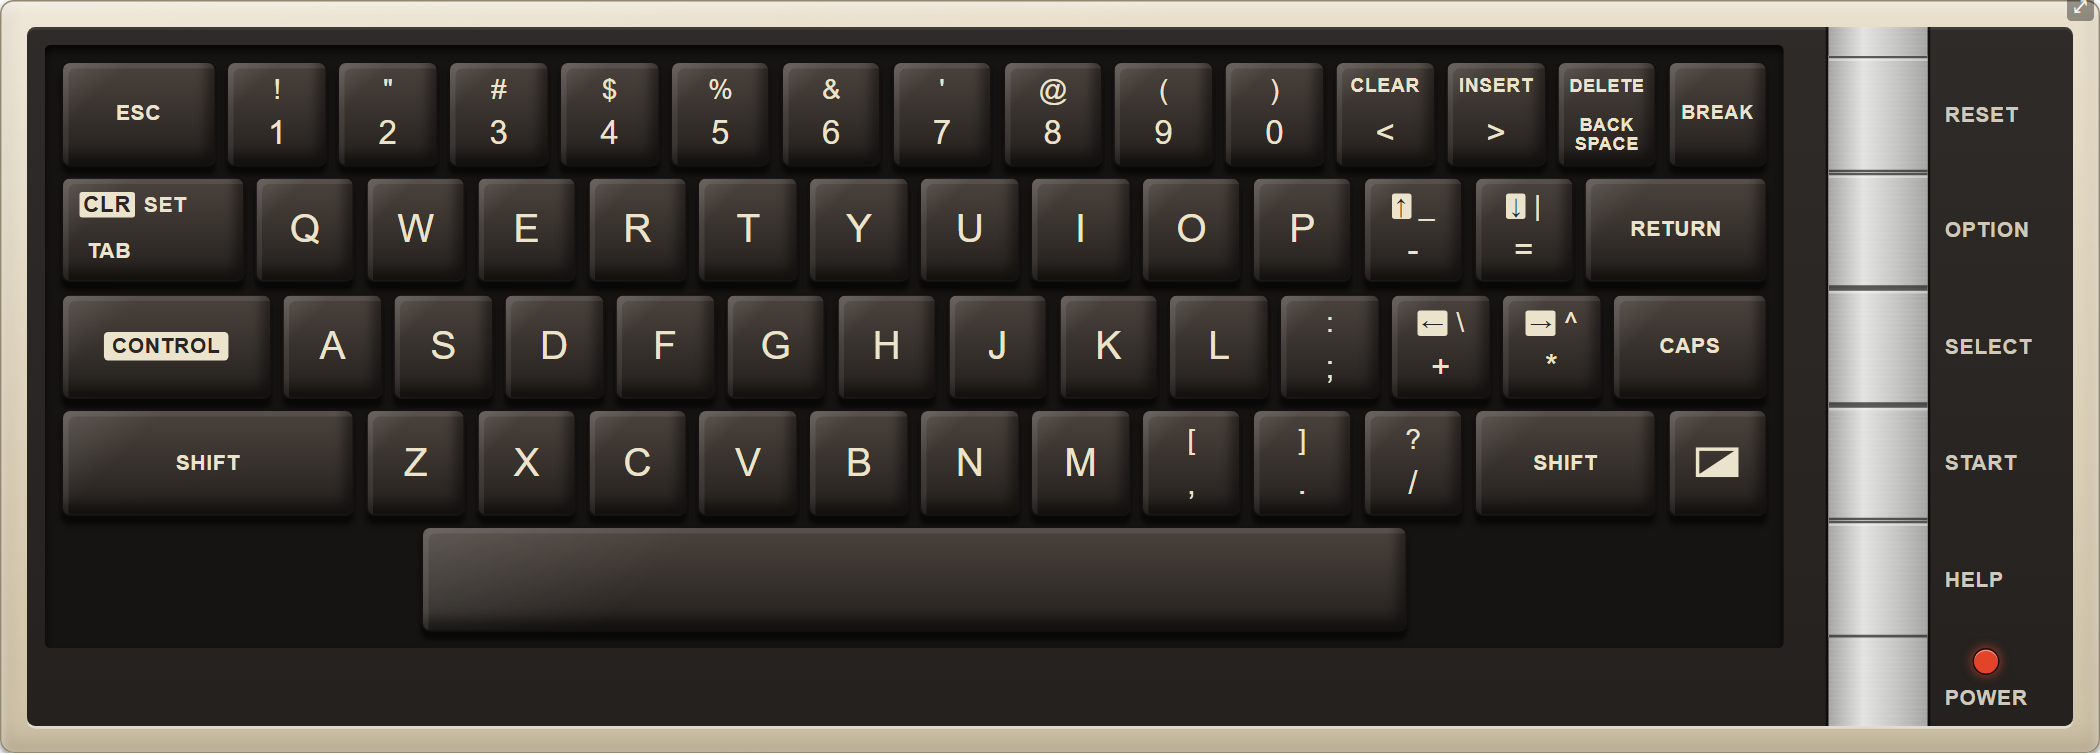 ESC ! 1 " 2 # 3 $ 4 % 5 & 6 ' 7 @ 8 ( 9 ) 0 CLEAR < INSERT > DELETE BACK SPACE BREAK RESET
CLR SET TAB Q W E R T Y U I O P ↑ _ - ↓ | = RETURN OPTION
CONTROL A S D F G H J K L : ; ← \ + → ^ * CAPS SELECT
SHIFT Z X C V B N M [ , ] . ? / SHIFT START
HELP
POWER